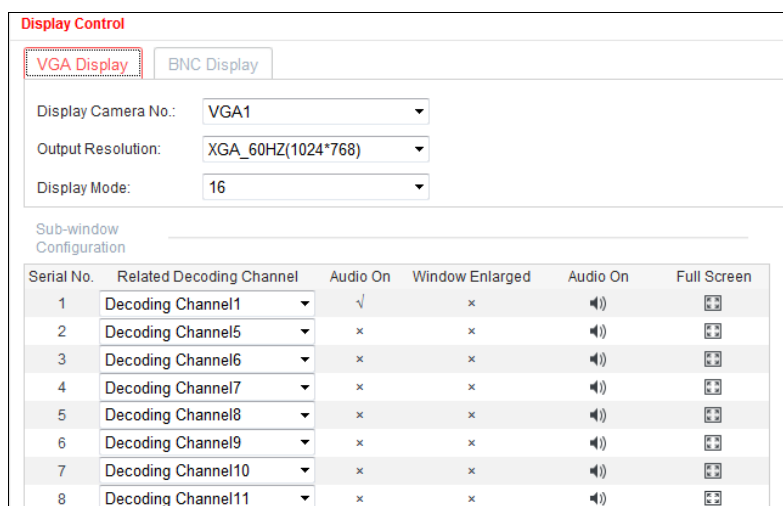 Display Control
VGA Display BNC Display
Display Camera No.: VGA1
Output Resolution: XGA_60HZ(1024*768)
Display Mode: 16
Sub-window
Configuration
Serial No. Related Decoding Channel Audio On Window Enlarged Audio On Full Screen
1 Decoding Channel1 √ ×
2 Decoding Channel5 × ×
3 Decoding Channel6 × ×
4 Decoding Channel7 × ×
5 Decoding Channel8 × ×
6 Decoding Channel9 × ×
7 Decoding Channel10 × ×
8 Decoding Channel11 × ×